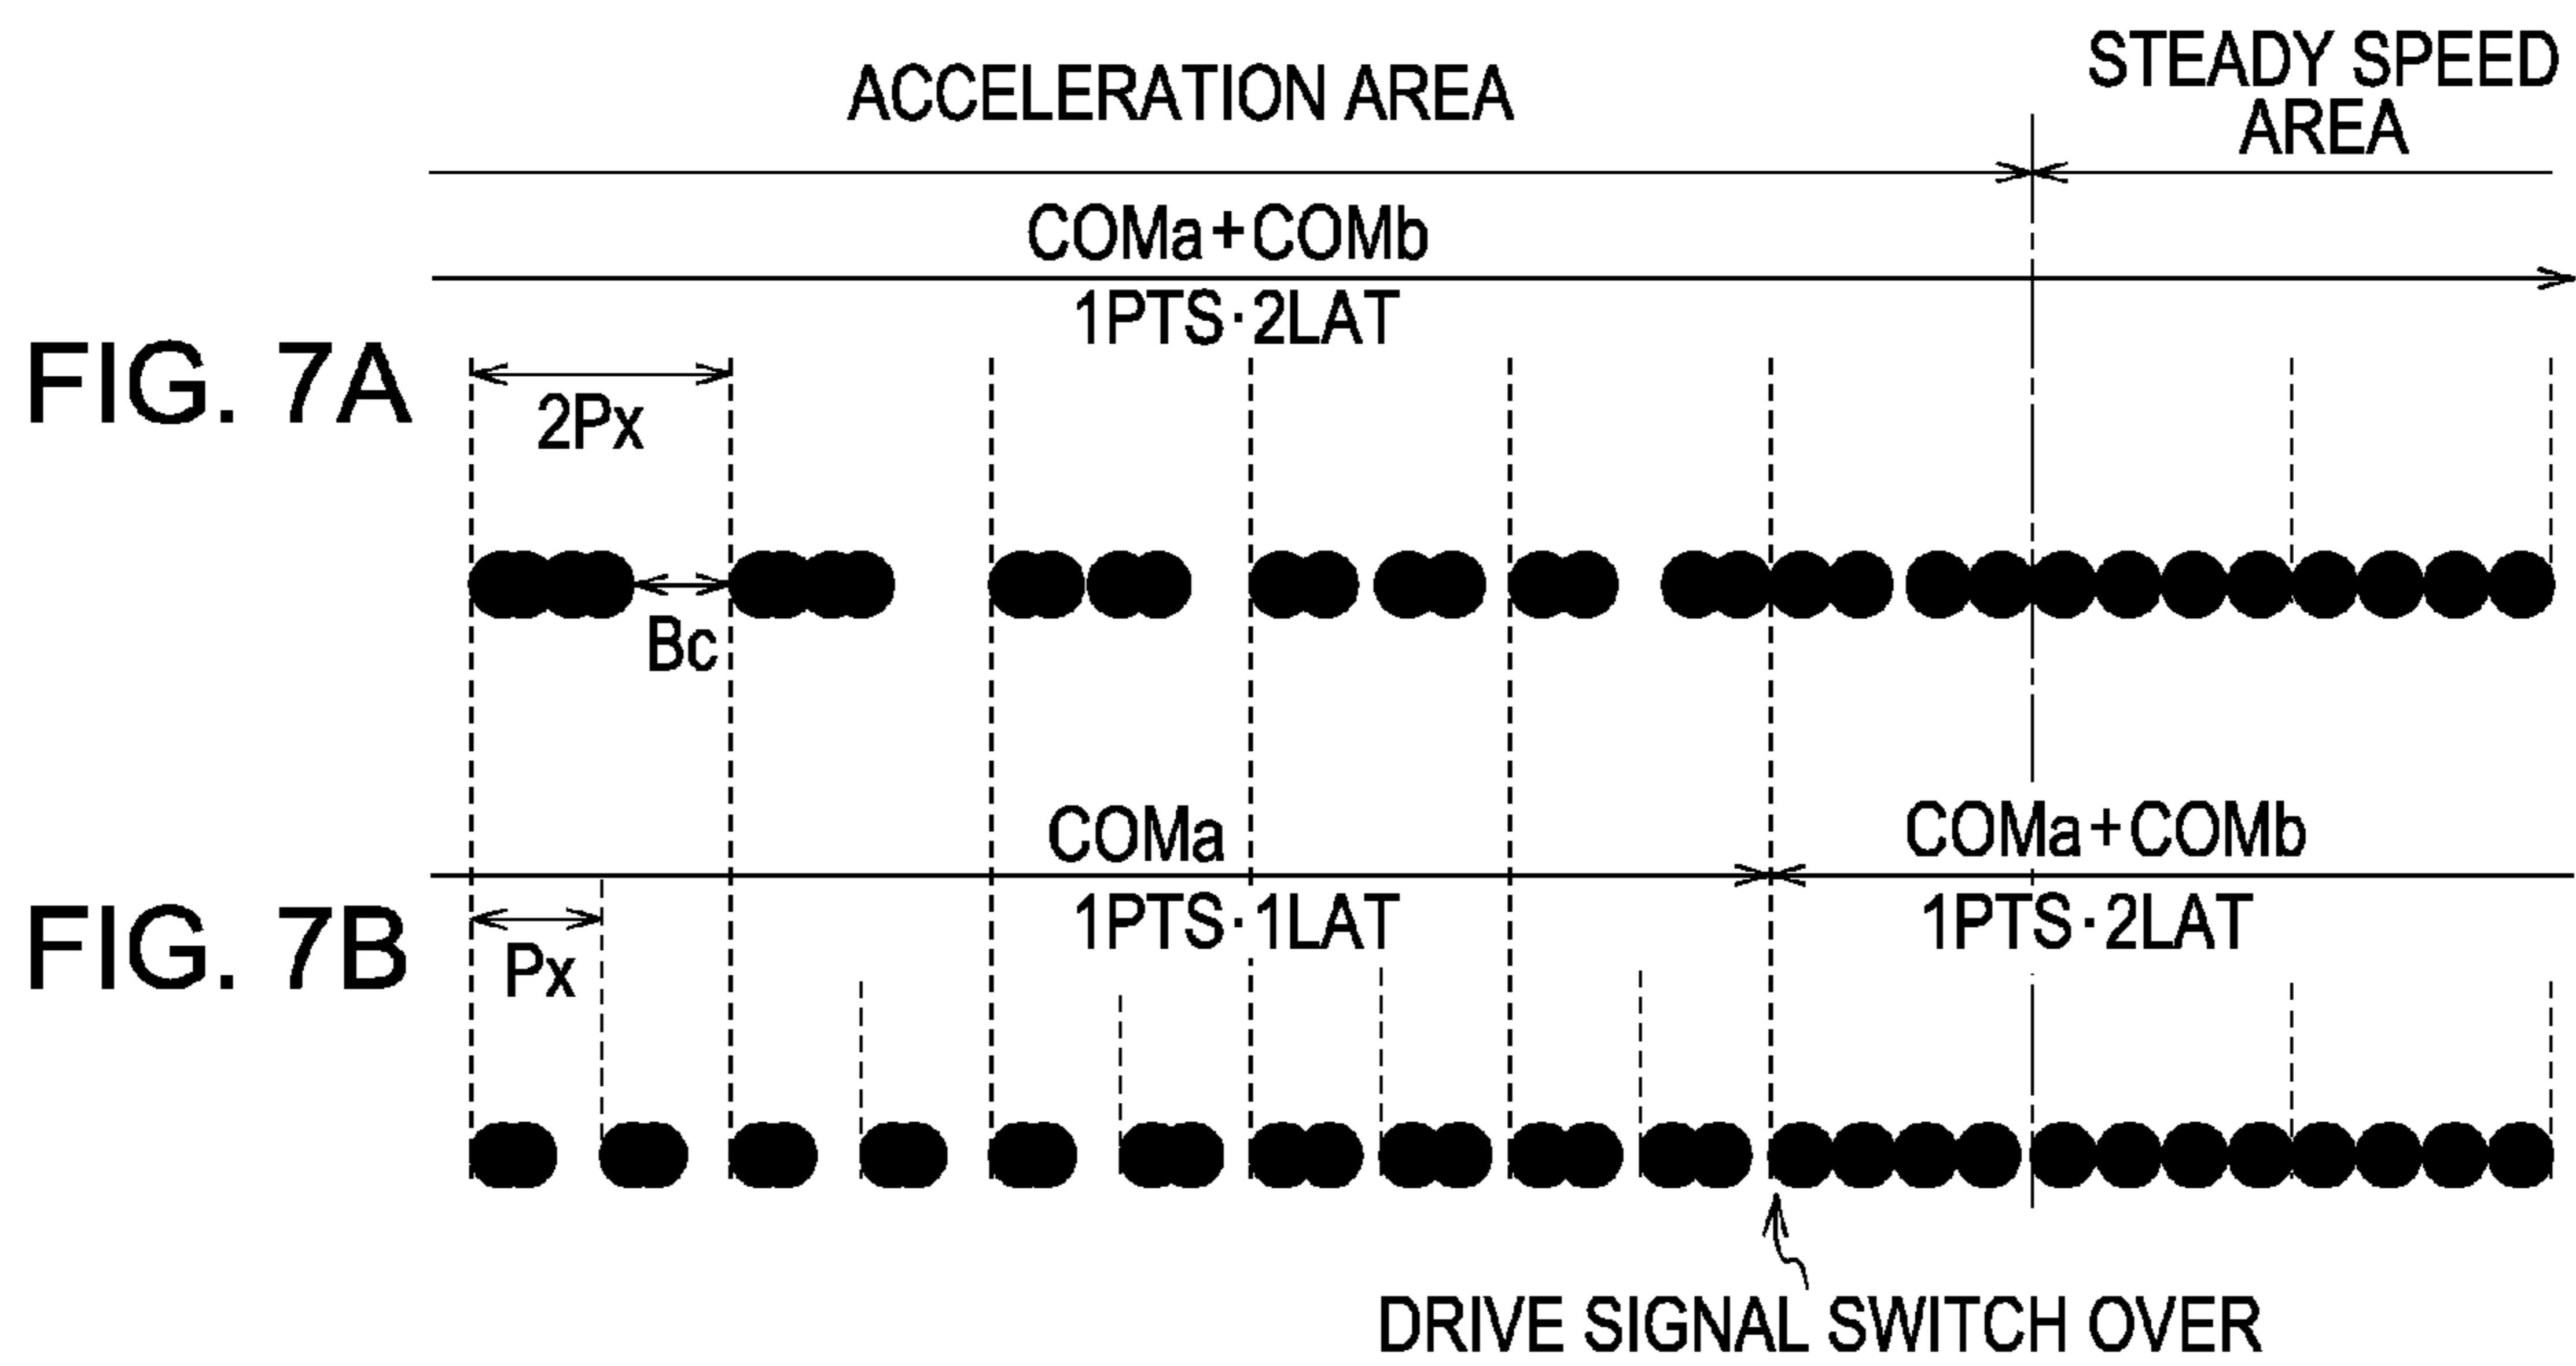 ACCELERATION AREA
STEADY SPEED
AREA
COMa+COMb
1PTS·2LAT
FIG. 7A
2Px
Bc
COMa
COMa+COMb
1PTS·1LAT
1PTS·2LAT
FIG. 7B
Px
DRIVE SIGNAL SWITCH OVER